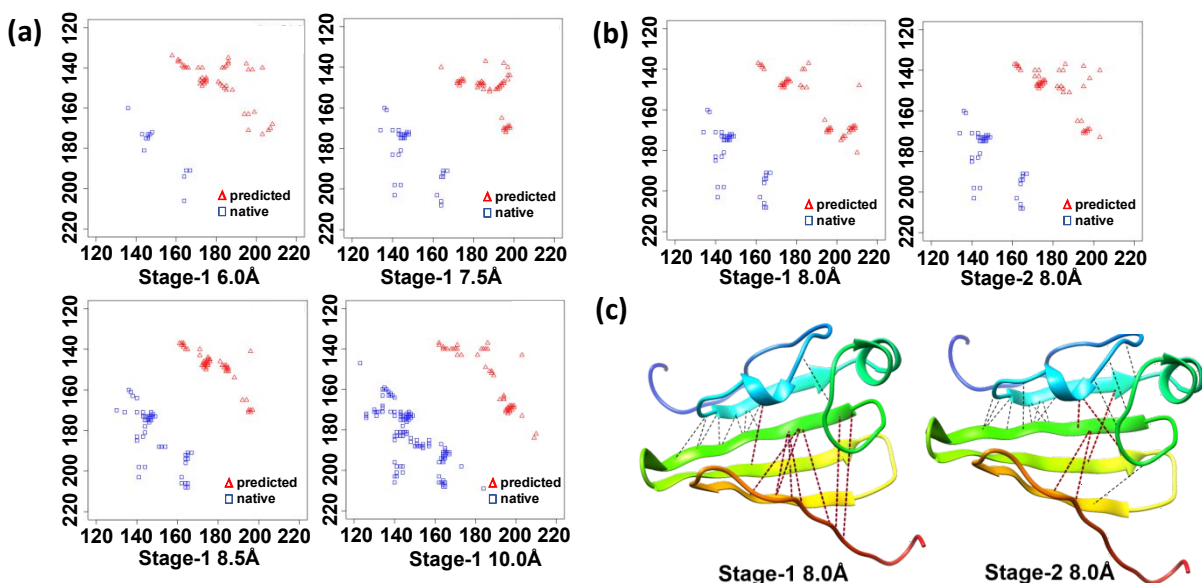 (a)
120 140 160 180 200 220
predicted
native
120 140 160 180 200 220
Stage-1 6.0Å
120 140 160 180 200 220
predicted
native
120 140 160 180 200 220
Stage-1 7.5Å
120 140 160 180 200 220
predicted
native
120 140 160 180 200 220
Stage-1 8.5Å
120 140 160 180 200 220
predicted
native
120 140 160 180 200 220
Stage-1 10.0Å
(b)
120 140 160 180 200 220
predicted
native
120 140 160 180 200 220
Stage-1 8.0Å
120 140 160 180 200 220
predicted
native
120 140 160 180 200 220
Stage-2 8.0Å
(c)
Stage-1 8.0Å
Stage-2 8.0Å